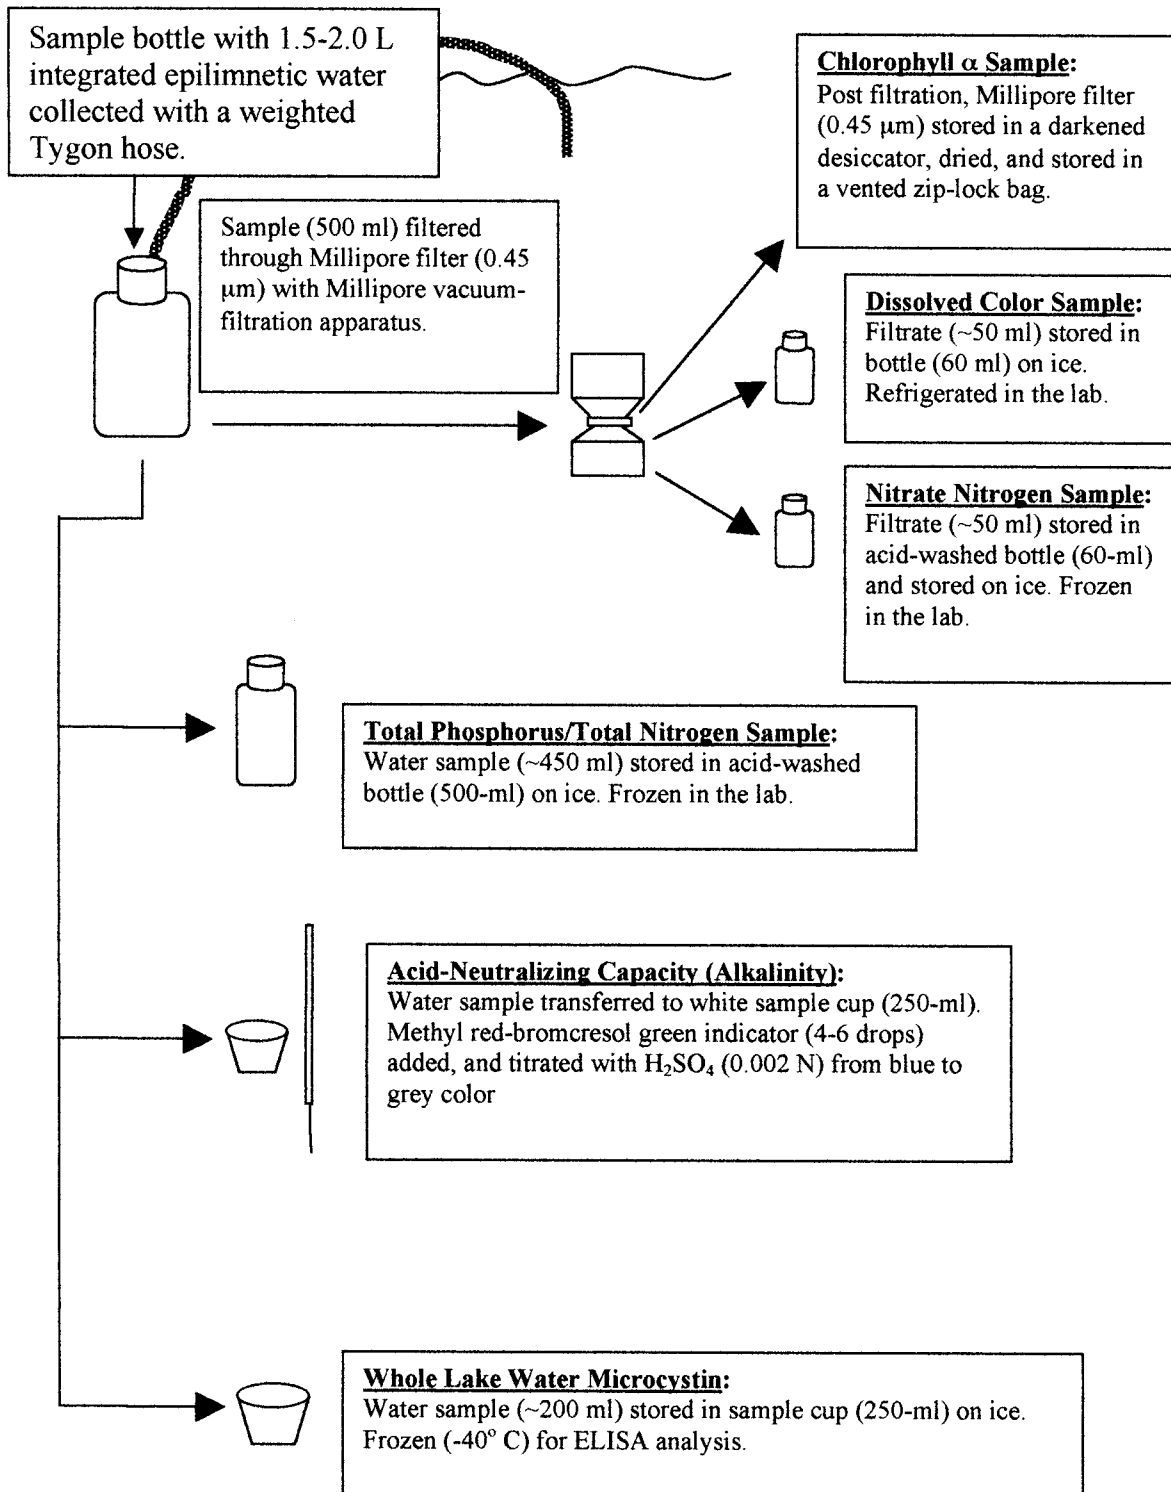 Sample bottle with 1.5-2.0 L
integrated epilimnetic water
collected with a weighted
Tygon hose.
Sample (500 ml) filtered
through Millipore filter (0.45
μm) with Millipore vacuum-
filtration apparatus.
Chlorophyll α Sample:
Post filtration, Millipore filter
(0.45 μm) stored in a darkened
desiccator, dried, and stored in
a vented zip-lock bag.
Dissolved Color Sample:
Filtrate (~50 ml) stored in
bottle (60 ml) on ice.
Refrigerated in the lab.
Nitrate Nitrogen Sample:
Filtrate (~50 ml) stored in
acid-washed bottle (60-ml)
and stored on ice. Frozen
in the lab.
Total Phosphorus/Total Nitrogen Sample:
Water sample (~450 ml) stored in acid-washed
bottle (500-ml) on ice. Frozen in the lab.
Acid-Neutralizing Capacity (Alkalinity):
Water sample transferred to white sample cup (250-ml).
Methyl red-bromcresol green indicator (4-6 drops)
added, and titrated with H₂SO₄ (0.002 N) from blue to
grey color
Whole Lake Water Microcystin:
Water sample (~200 ml) stored in sample cup (250-ml) on ice.
Frozen (-40° C) for ELISA analysis.